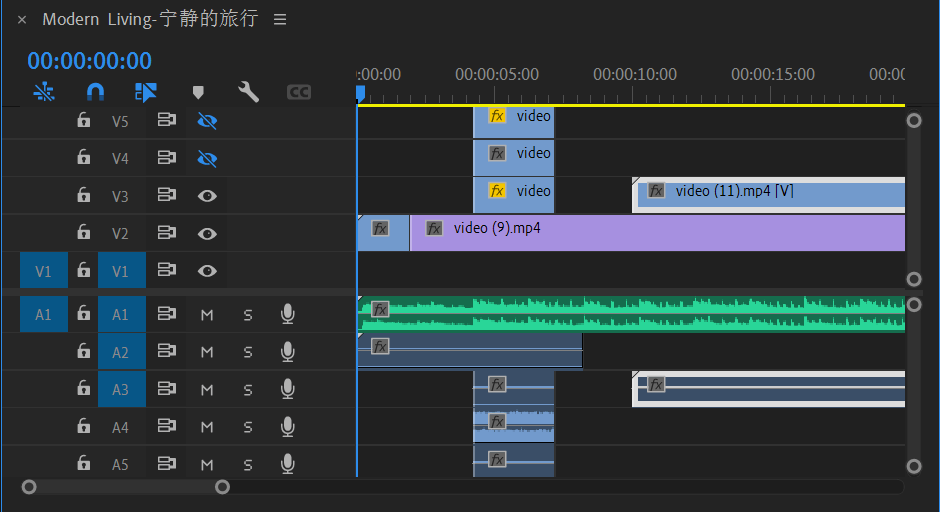 × Modern Living-宁静的旅行 ≡
00:00:00:00
:00:00 00:00:05:00 00:00:10:00 00:00:15:00 00:00
CC
V5 fx video
V4 fx video
V3 fx video fx video (11).mp4 [V]
V2 fx fx video (9).mp4
V1 V1
A1 A1 M S fx
A2 M S fx
A3 M S fx fx
A4 M S fx
A5 M S fx